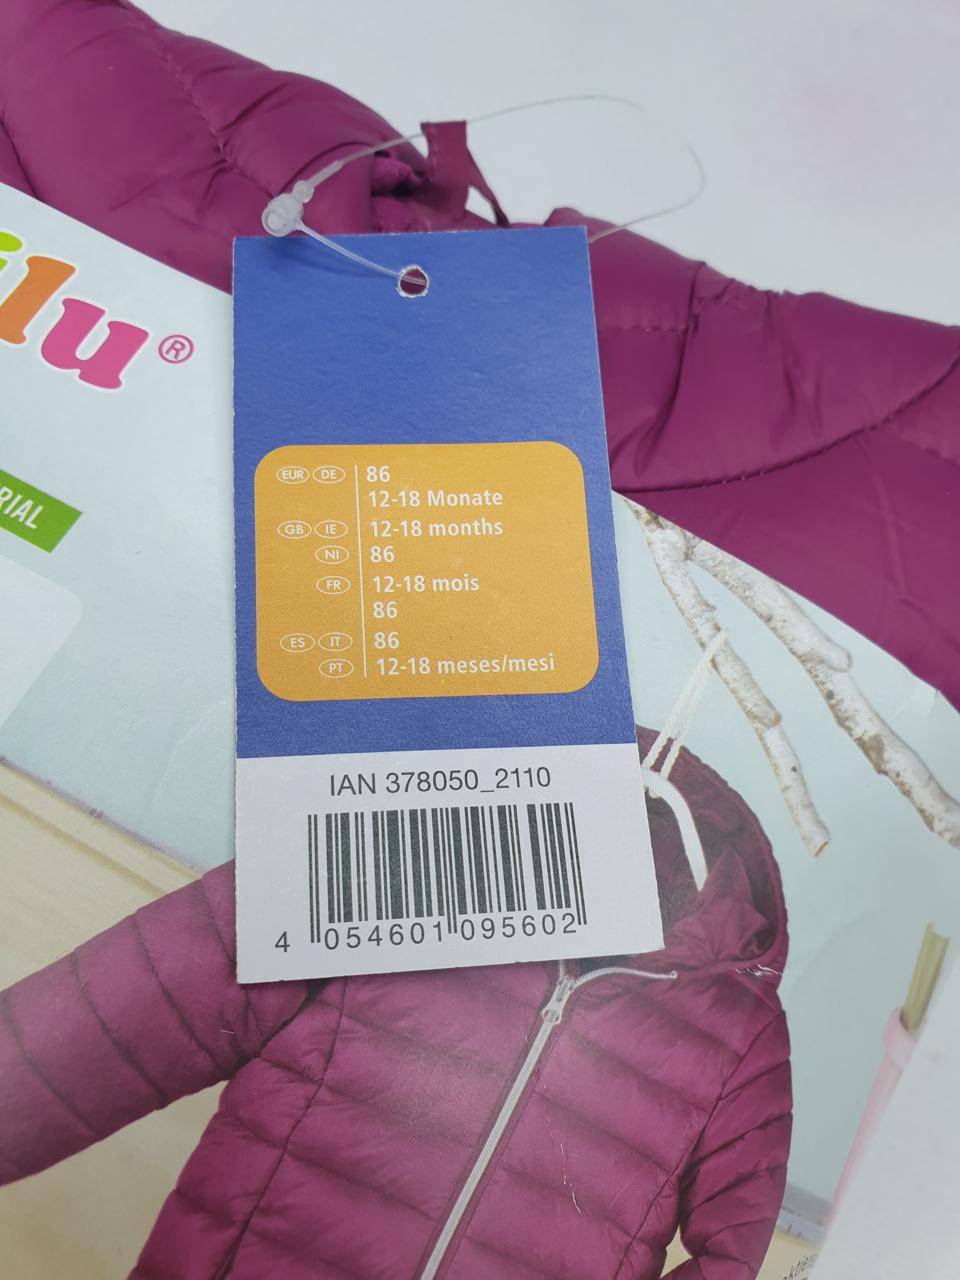 ilu®
RIAL
EUR DE 86
12-18 Monate
GB IE 12-18 months
NI 86
FR 12-18 mois
86
ES IT 86
PT 12-18 meses/mesi
IAN 378050_2110
4 054601 095602